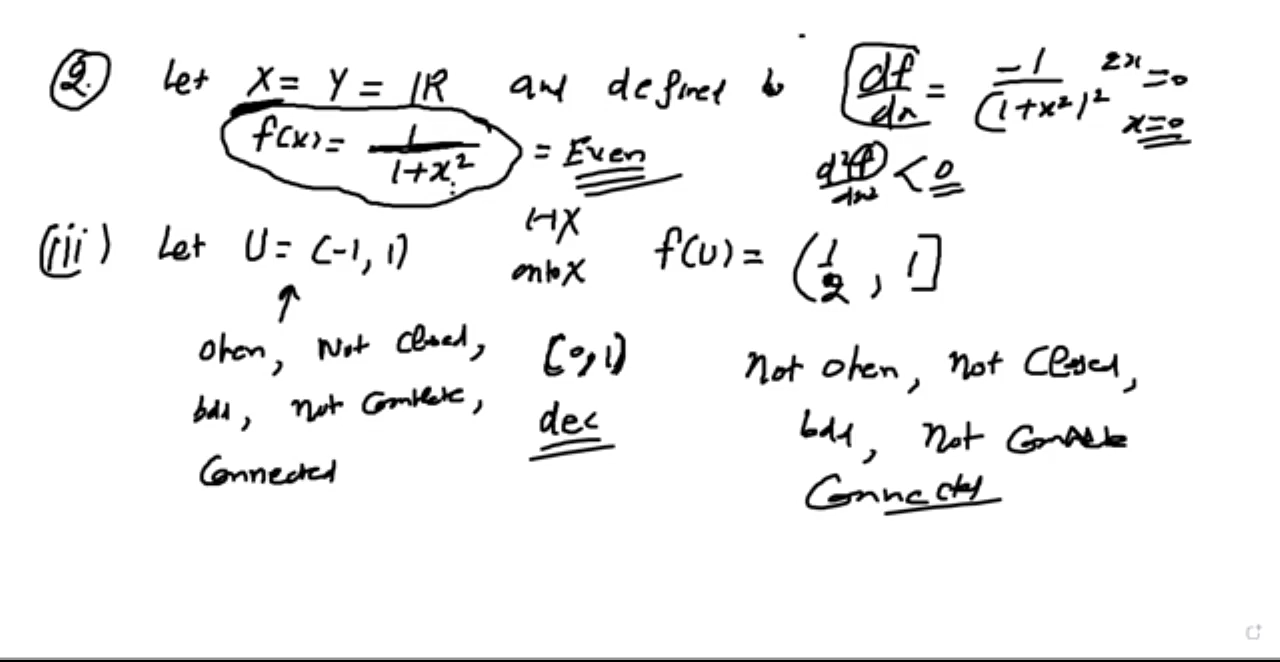 2. Let X = Y = ℝ and defined by df/dx = -1/(1+x²)² 2x = 0
f(x) = 1/(1+x²) = Even x = 0
d²f/dx² < 0
(iii) Let U = (-1, 1) 1-1 X f(U) = (1/2, 1]
onto X
open, Not closed, [0,1) Not open, not closed,
bdd, not complete, dec bdd, not complete
Connected Connected